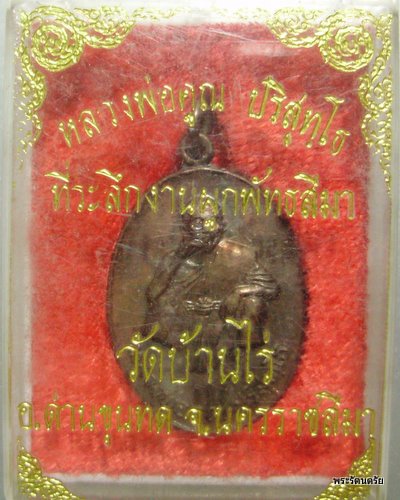 หลวงพ่อคูณ ปริสุทฺโธ
ที่ระลึกงานผูกพัทธสีมา
วัดบ้านไร่
อ.ด่านขุนทด จ.นครราชสีมา
พระรัตนตรัย